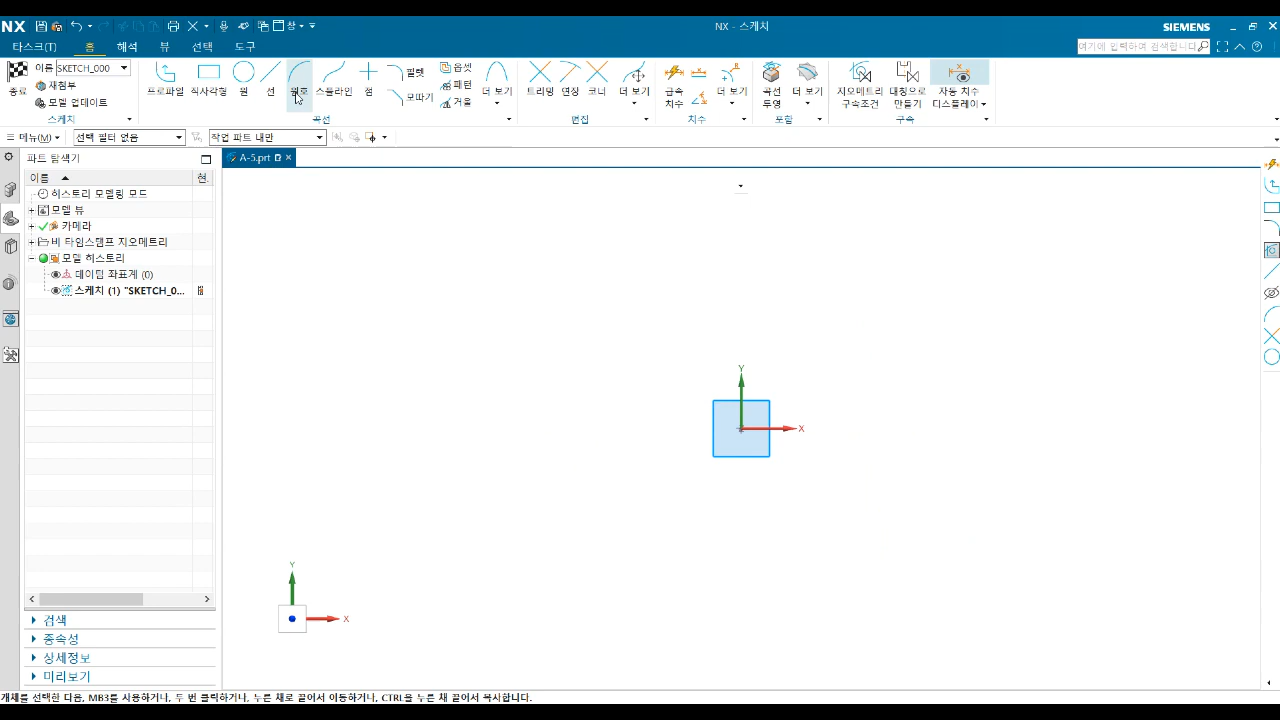 NX
창
NX - 스케치
SIEMENS
타스크(T) 홈 해석 뷰 선택 도구
여기에 입력하여 검색합니다
종료
이름 SKETCH_000
재첨부
모델 업데이트
스케치
프로파일 직사각형 원 선 원호 스플라인 점
필렛
모따기
옵셋
패턴
거울
더 보기
곡선
트리밍 연장 코너 더 보기
편집
급속
치수
더 보기
치수
곡선
투영
더 보기
포함
지오메트리
구속조건
대칭으로
만들기
자동 치수
디스플레이
구속
메뉴(M) 선택 필터 없음 작업 파트 내만
파트 탐색기
A-5.prt
이름 현.
히스토리 모델링 모드
모델 뷰
카메라
비 타임스탬프 지오메트리
모델 히스토리
데이텀 좌표계 (0)
스케치 (1) "SKETCH_0...
Y
X
Y
X
검색
종속성
상세정보
미리보기
개체를 선택한 다음, MB3를 사용하거나, 두 번 클릭하거나, 누른 채로 끌어서 이동하거나, CTRL을 누른 채 끌어서 복사합니다.